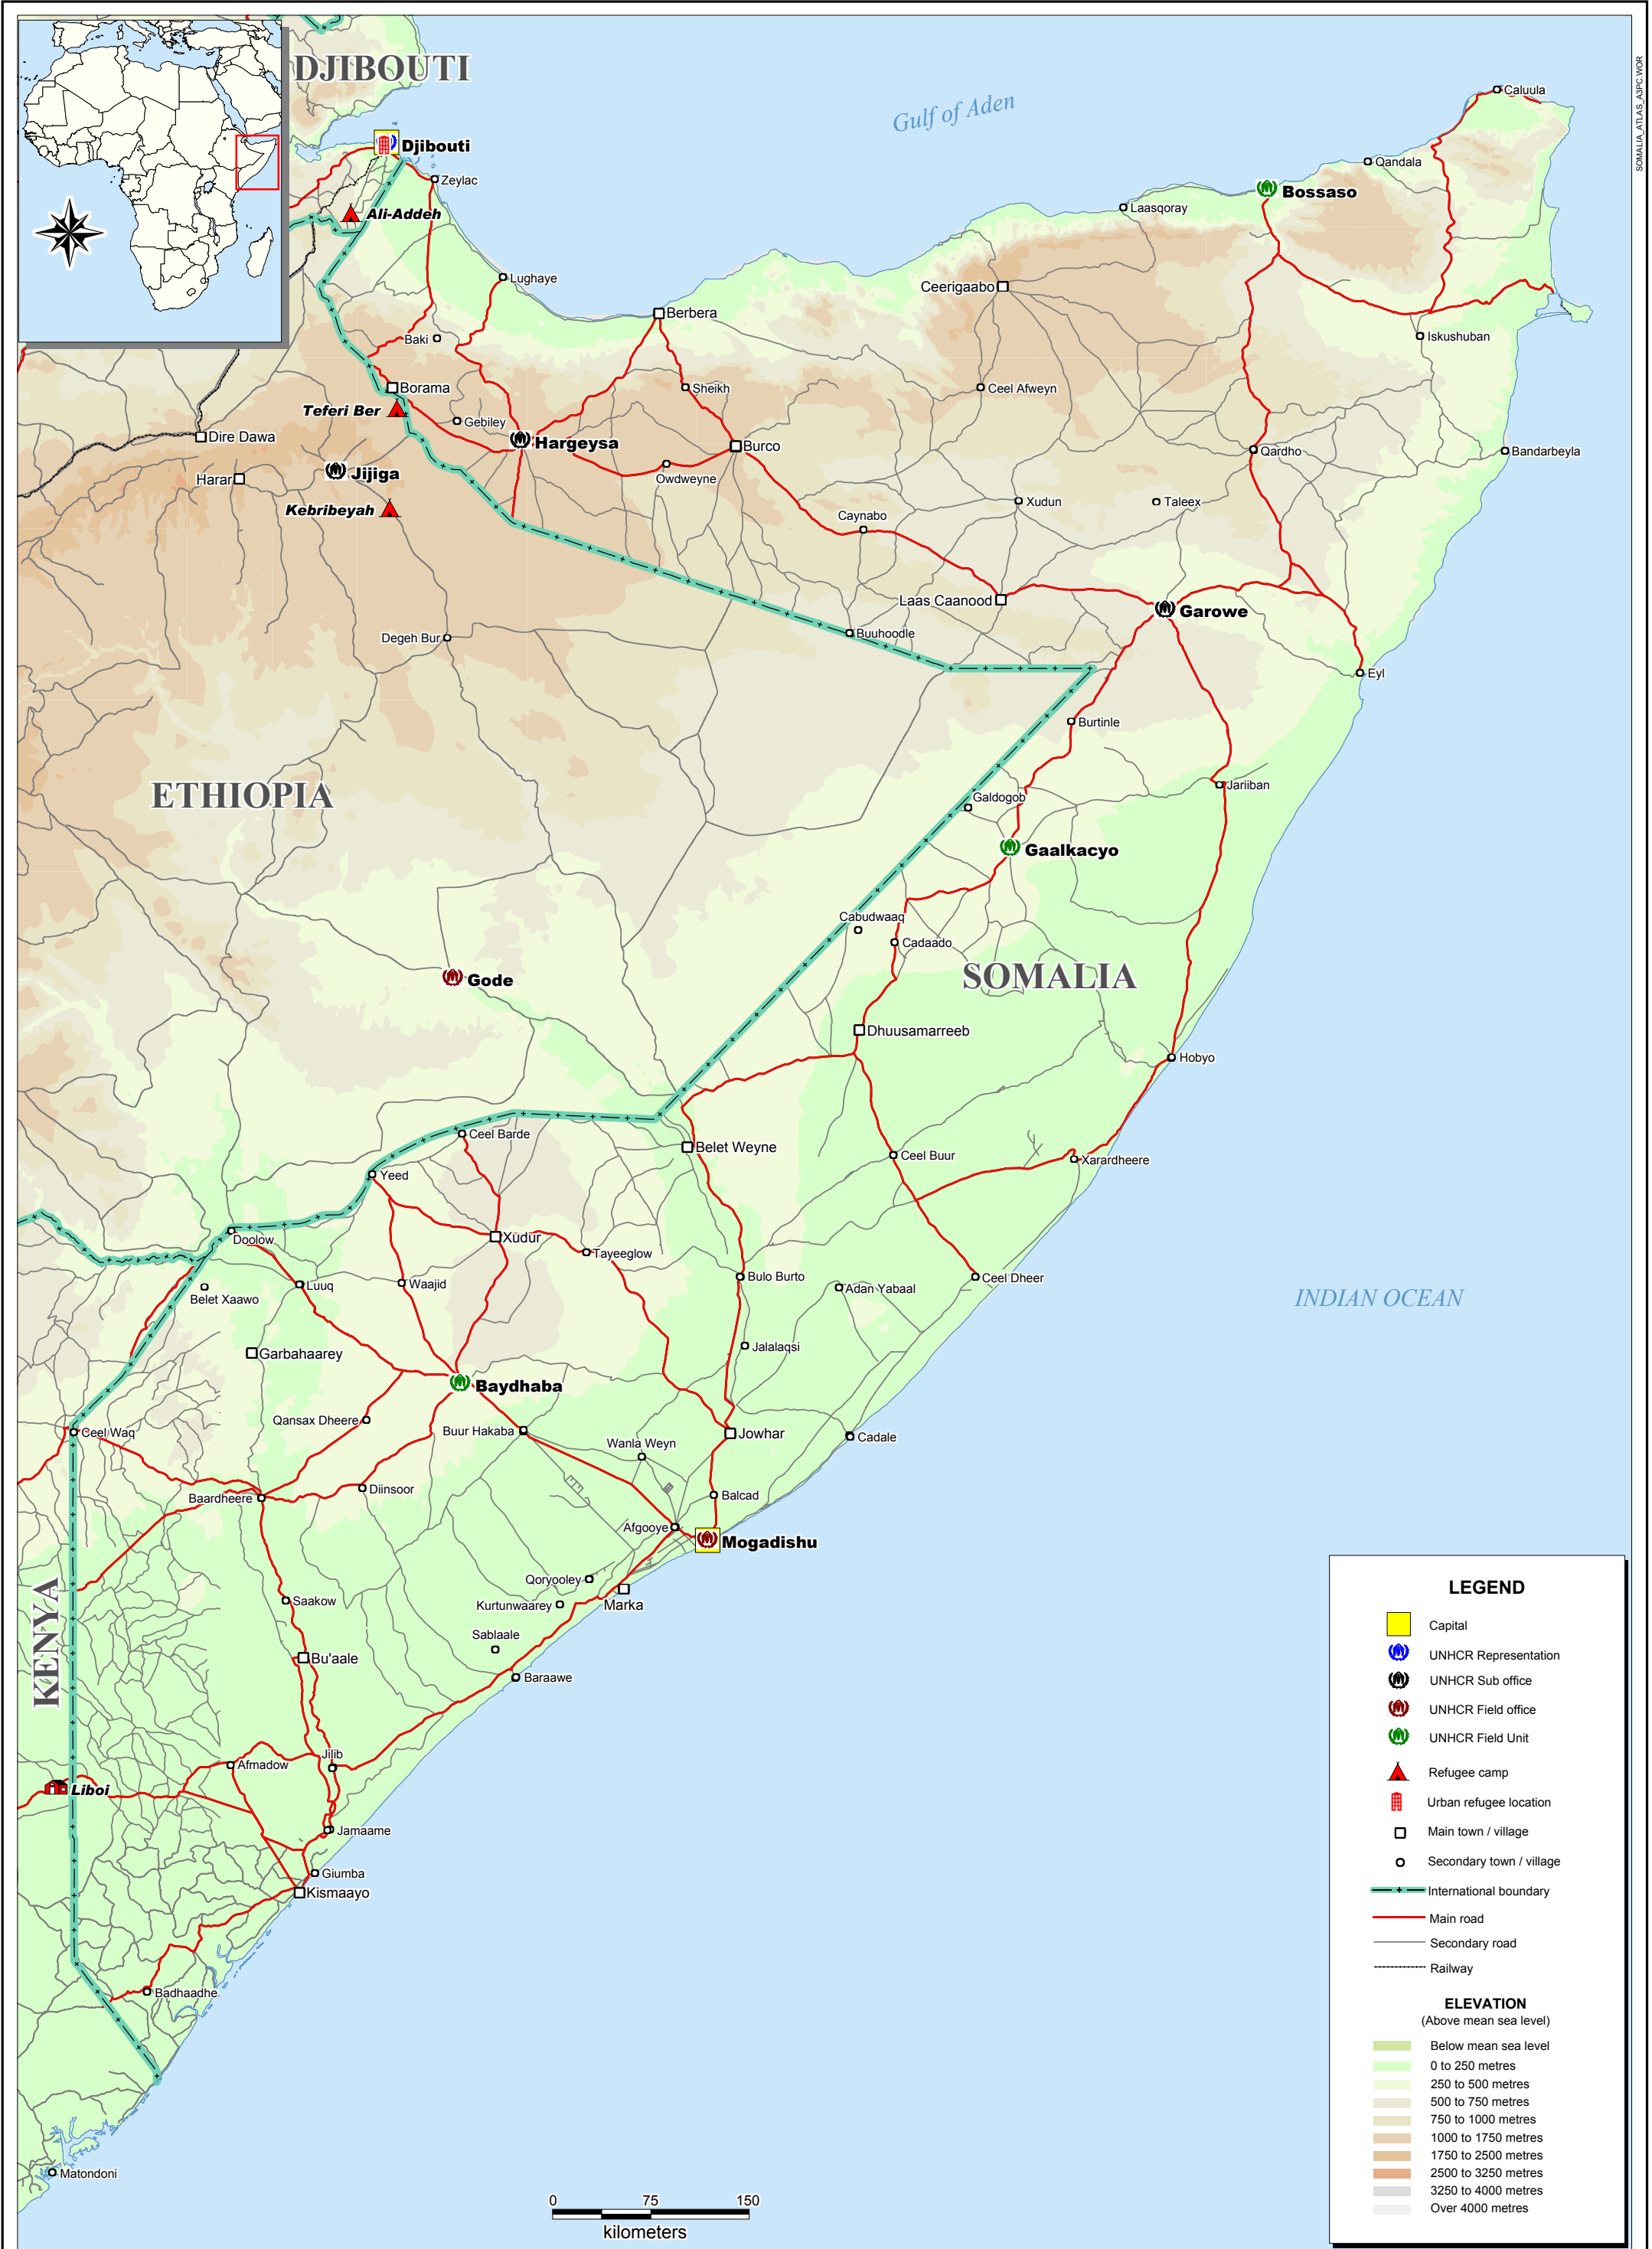 SOMALIA_ATLAS_A3PC.WOR
DJIBOUTI
Gulf of Aden
Caluula
Djibouti
Qandala
Zeylac
Bossaso
Laasqoray
Ali-Addeh
Lughaye
Ceerigaabo
Berbera
Baki
Iskushuban
Borama
Sheikh
Ceel Afweyn
Teferi Ber
Gebiley
Dire Dawa
Hargeysa
Burco
Qardho
Bandarbeyla
Jijiga
Harar
Owdweyne
Kebribeyah
Xudun
Taleex
Caynabo
Laas Caanood
Garowe
Degeh Bur
Buuhoodle
Eyl
Burtinle
Jariiban
ETHIOPIA
Galdogob
Gaalkacyo
Cabudwaaq
Cadaado
Gode
SOMALIA
Dhuusamarreeb
Hobyo
Ceel Barde
Belet Weyne
Ceel Buur
Xarardheere
Yeed
Doolow
Xudur
Tayeeglow
Bulo Burto
Ceel Dheer
Luuq
Waajid
Adan Yabaal
Belet Xaawo
INDIAN OCEAN
Jalalaqsi
Garbahaarey
Baydhaba
Qansax Dheere
Ceel Waq
Buur Hakaba
Jowhar
Cadale
Wanla Weyn
Diinsoor
Balcad
Baardheere
Afgooye
Mogadishu
Qoryooley
Saakow
Kurtunwaarey
Marka
KENYA
Sablaale
Bu'aale
Baraawe
Jilib
Afmadow
Liboi
Jamaame
Giumba
Kismaayo
Badhaadhe
Matondoni
0 75 150
kilometers
LEGEND
Capital
UNHCR Representation
UNHCR Sub office
UNHCR Field office
UNHCR Field Unit
Refugee camp
Urban refugee location
Main town / village
Secondary town / village
International boundary
Main road
Secondary road
Railway
ELEVATION
(Above mean sea level)
Below mean sea level
0 to 250 metres
250 to 500 metres
500 to 750 metres
750 to 1000 metres
1000 to 1750 metres
1750 to 2500 metres
2500 to 3250 metres
3250 to 4000 metres
Over 4000 metres